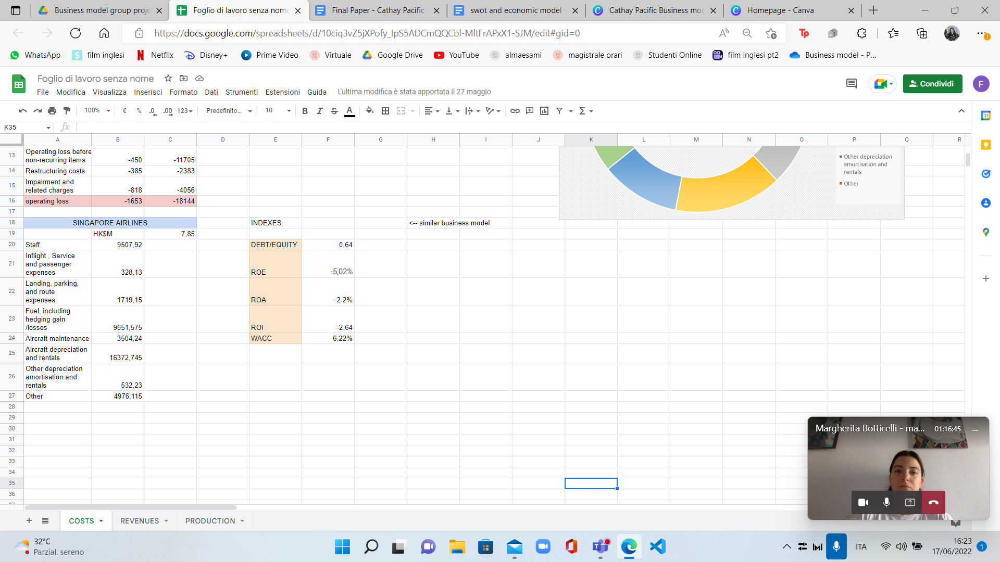 Business model group proje
Foglio di lavoro senza nome
Final Paper - Cathay Pacific
swot and economic model -
Cathay Pacific Business mod
Homepage - Canva
https://docs.google.com/spreadsheets/d/10ciq3vZ5jXPofy_IpS5ADCmQQCbl-MltFrAPxX1-SJM/edit#gid=0
WhatsApp
film inglesi
Netflix
Disney+
Prime Video
Virtuale
Google Drive
YouTube
almaesami
magistrale orari
Studenti Online
film inglesi pt2
Business model - P...
Foglio di lavoro senza nome
File Modifica Visualizza Inserisci Formato Dati Strumenti Estensioni Guida
L'ultima modifica è stata apportata il 27 maggio
Condividi
F
100% € % .0 .00 123 Predefinito... 10 B I S A
K35 fx
A B C D E F G H I J K L M N O P Q R
13 Operating loss before non-recurring items -450 -11705
14 Restructuring costs -385 -2383
15 Impairment and related charges -818 -4056
16 operating loss -1653 -18144
17
18 SINGAPORE AIRLINES INDEXES <-- similar business model
19 HK$M 7,85
20 Staff 9507,92 DEBT/EQUITY 0,64
21 Inflight , Service and passenger expenses 328,13 ROE -5,02%
22 Landing, parking, and route expenses 1719,15 ROA −2.2%
23 Fuel, including hedging gain /losses 9651,575 ROI -2,64
24 Aircraft maintenance 3504,24 WACC 6,22%
25 Aircraft depreciation and rentals 16372,745
26 Other depreciation amortisation and rentals 532,23
27 Other 4976,115
28
29
30
31
32
33
34
35
36
Other depreciation
amortisation and
rentals
Other
Margherita Botticelli - ma...
01:16:45
COSTS
REVENUES
PRODUCTION
32°C
Parzial. sereno
ITA
16:23
17/06/2022
1